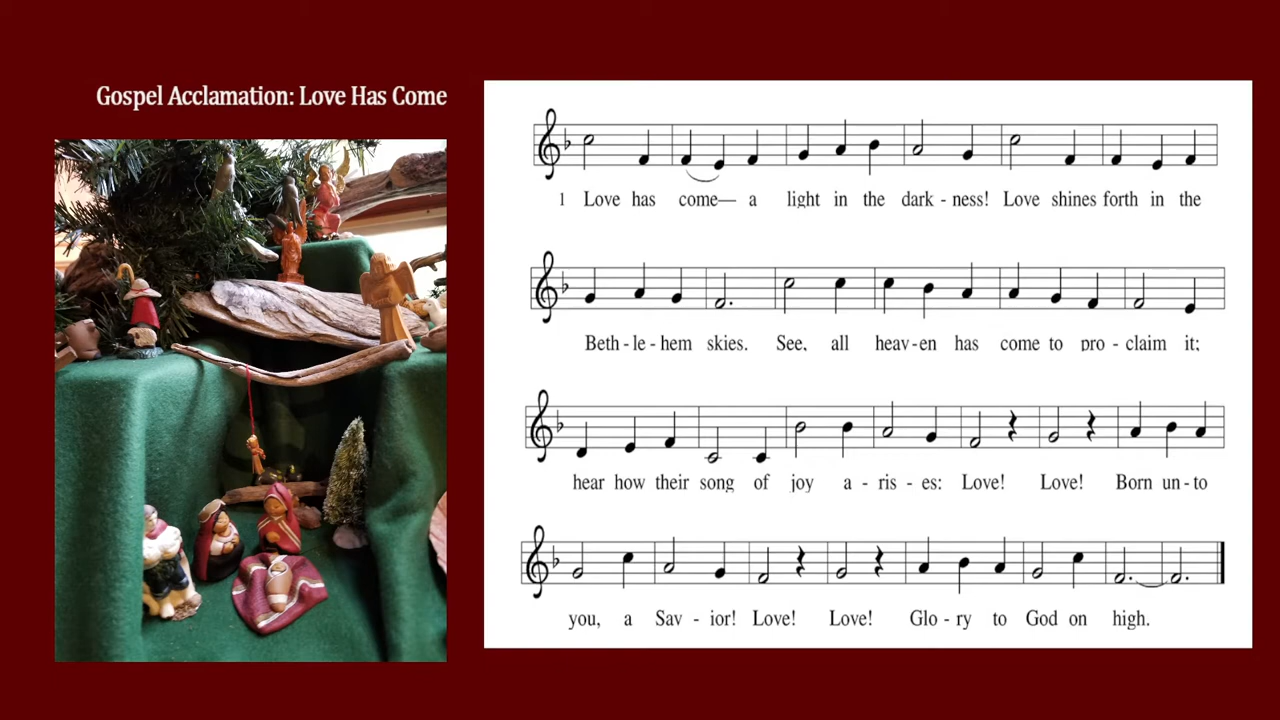 Gospel Acclamation: Love Has Come
1 Love has come— a light in the dark - ness! Love shines forth in the
Beth - le - hem skies. See, all heav - en has come to pro - claim it;
hear how their song of joy a - ris - es: Love! Love! Born un - to
you, a Sav - ior! Love! Love! Glo - ry to God on high.